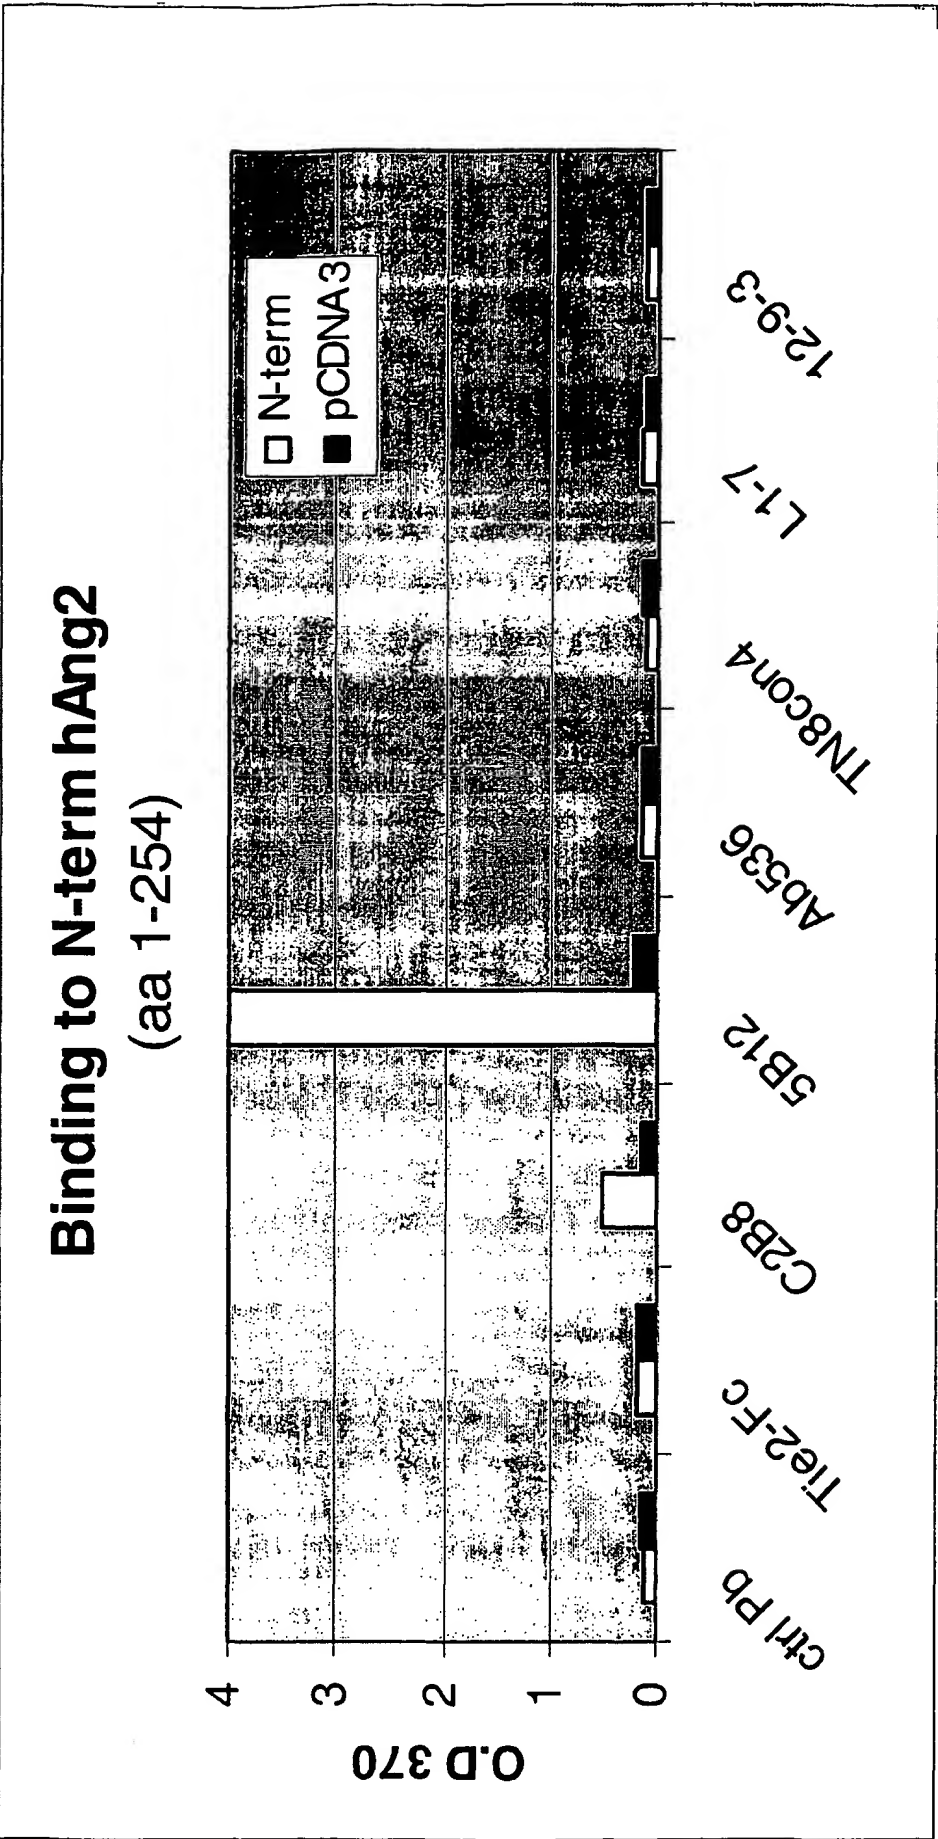 Binding to N-term hAng2
(aa 1-254)
O.D 370
4
3
2
1
0
N-term
pCDNA3
ctrl Pb
Tie2-Fc
C2B8
5B12
Ab536
TN8con4
L1-7
12-9-3